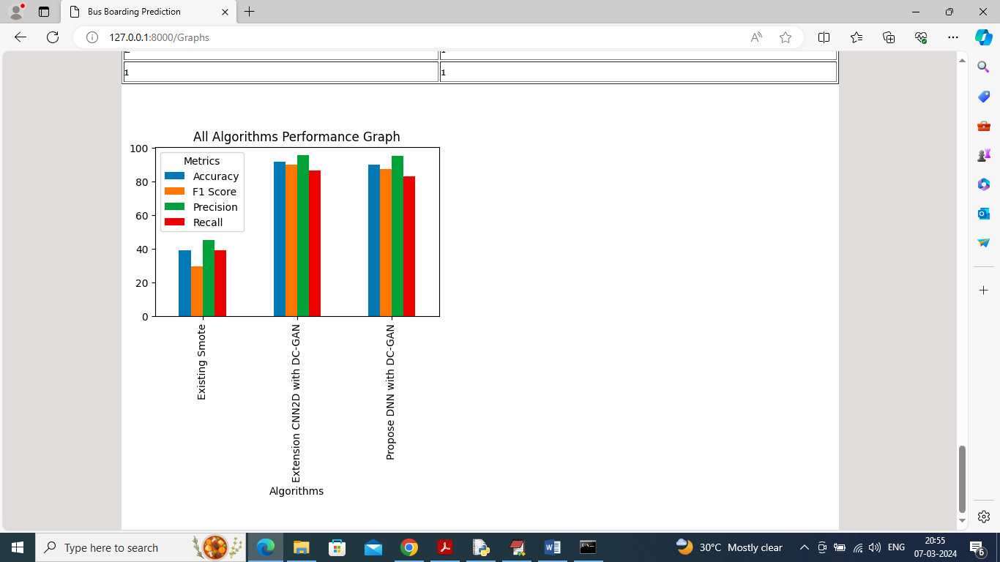 Bus Boarding Prediction
127.0.0.1:8000/Graphs
1 1
All Algorithms Performance Graph
100
80
60
40
20
0
Metrics
Accuracy
F1 Score
Precision
Recall
Existing Smote
Extension CNN2D with DC-GAN
Propose DNN with DC-GAN
Algorithms
Type here to search
30°C Mostly clear
ENG
20:55
07-03-2024
6